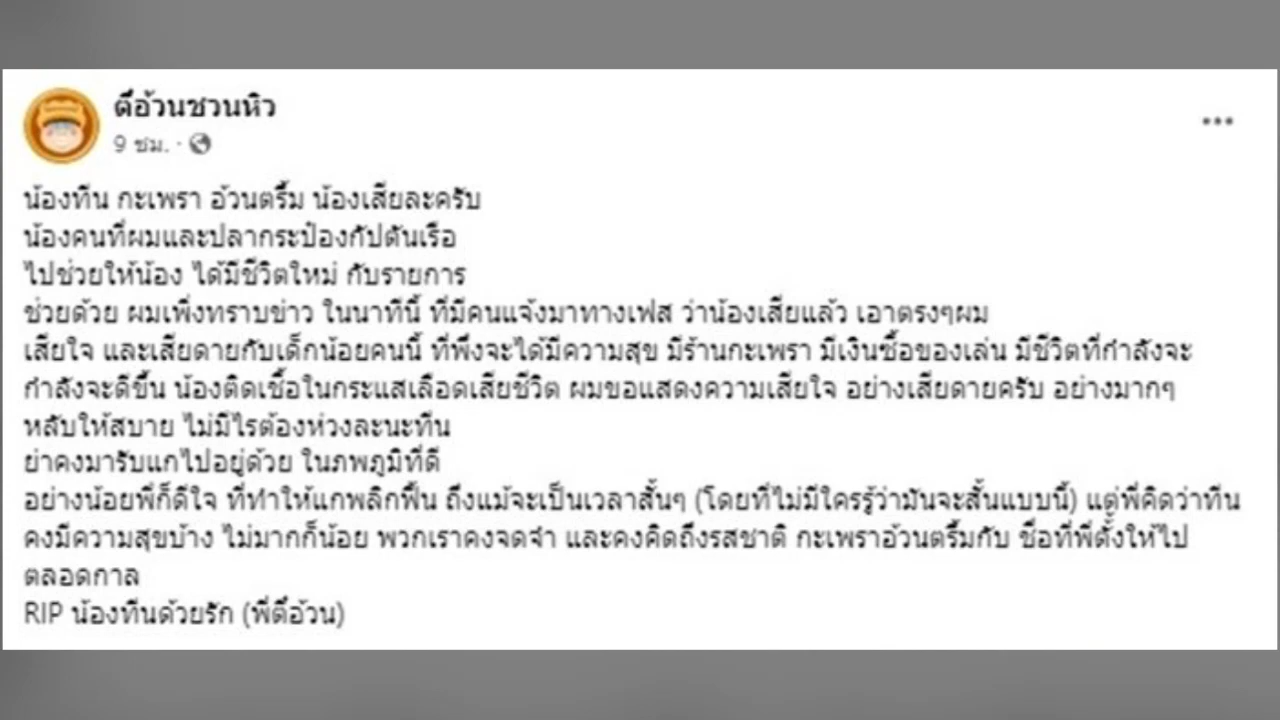 ตี๋อ้วนชวนหิว
9 ชม. ·
น้องทีน กะเพรา อ้วนตรึ้ม น้องเสียละครับ
น้องคนที่ผมและปลากระป๋องกัปตันเรือ
ไปช่วยให้น้อง ได้มีชีวิตใหม่ กับรายการ
ช่วยด้วย ผมเพิ่งทราบข่าว ในนาทีนี้ ที่มีคนแจ้งมาทางเฟส ว่าน้องเสียแล้ว เอาตรงๆผม
เสียใจ และเสียดายกับเด็กน้อยคนนี้ ที่พึ่งจะได้มีความสุข มีร้านกะเพรา มีเงินซื้อของเล่น มีชีวิตที่กำลังจะ
กำลังจะดีขึ้น น้องติดเชื้อในกระแสเลือดเสียชีวิต ผมขอแสดงความเสียใจ อย่างเสียดายครับ อย่างมากๆ
หลับให้สบาย ไม่มีไรต้องห่วงละนะทีน
ย่าคงมารับแกไปอยู่ด้วย ในภพภูมิที่ดี
อย่างน้อยพี่ก็ดีใจ ที่ทำให้แกพลิกฟื้น ถึงแม้จะเป็นเวลาสั้นๆ (โดยที่ไม่มีใครรู้ว่ามันจะสั้นแบบนี้) แต่พี่คิดว่าทีน
คงมีความสุขบ้าง ไม่มากก็น้อย พวกเราคงจดจำ และคงคิดถึงรสชาติ กะเพราอ้วนตรึ้มกับ ชื่อที่พี่ตั้งให้ไป
ตลอดกาล
RIP น้องทีนด้วยรัก (พี่ตี๋อ้วน)